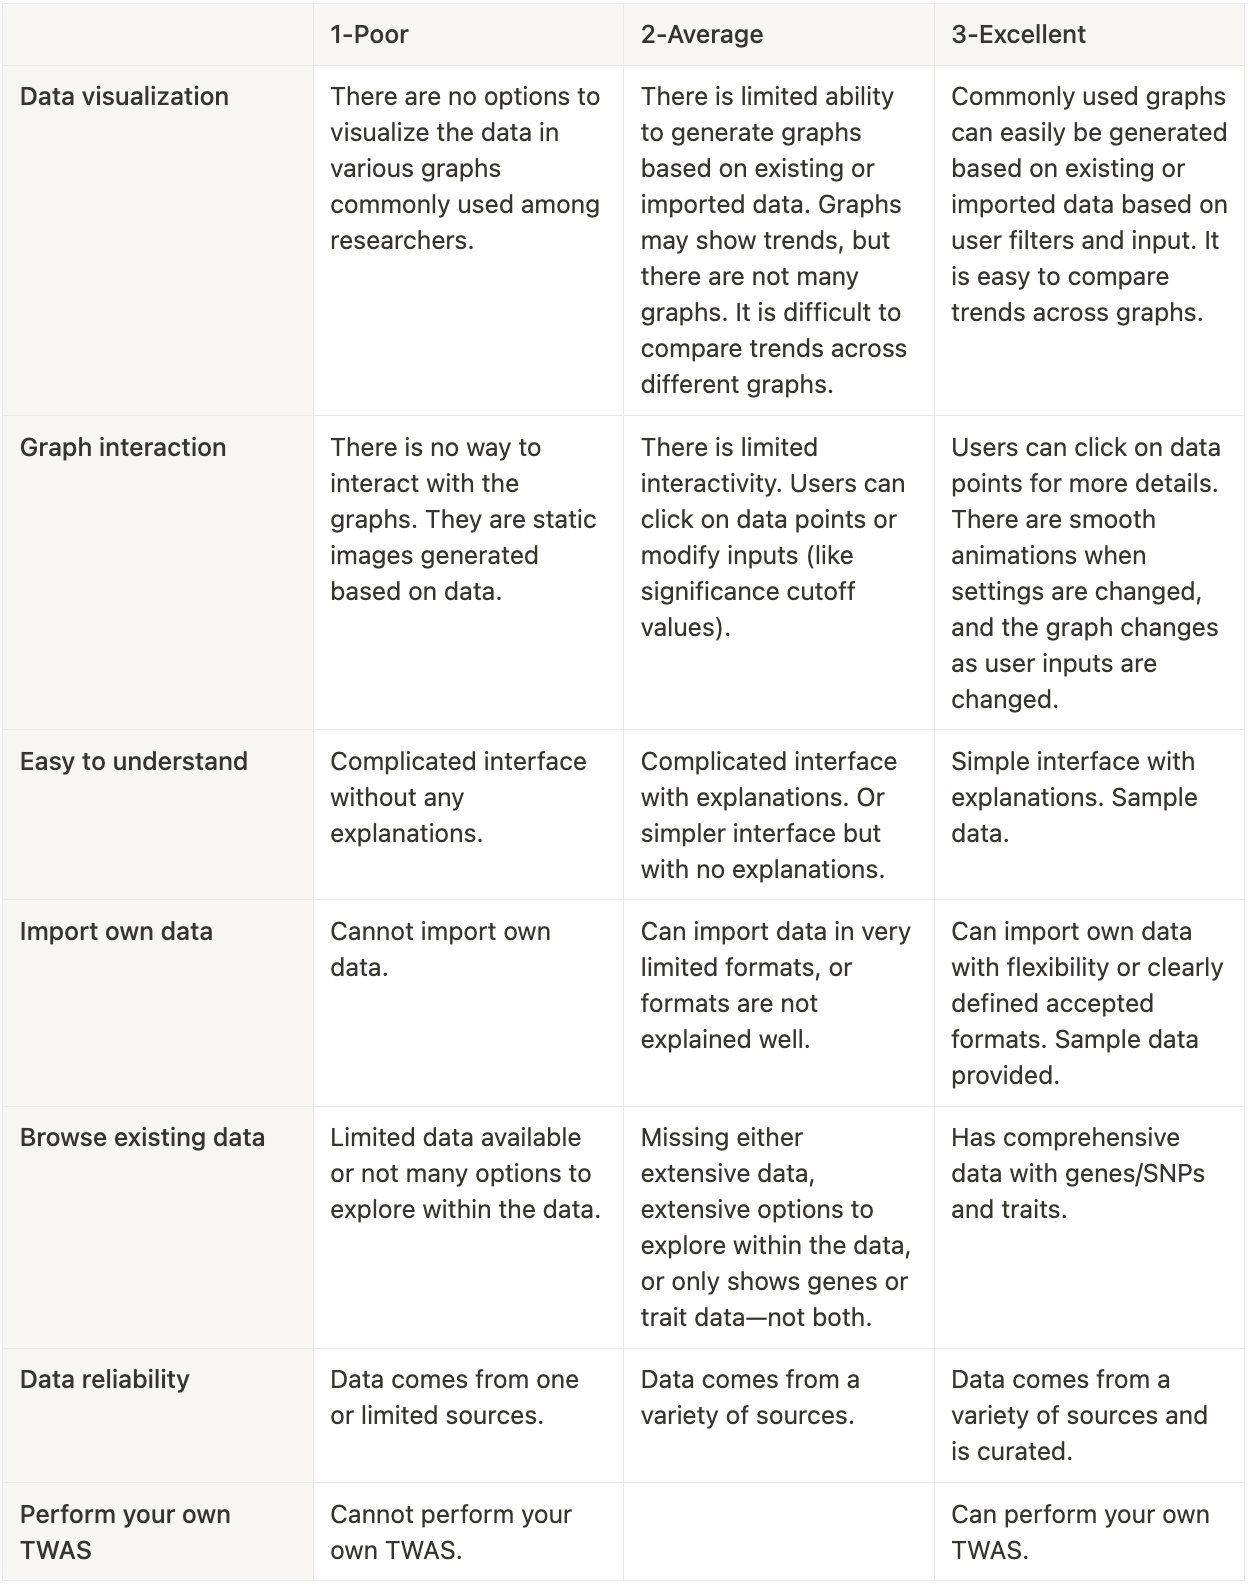 1-Poor
2-Average
3-Excellent
Data visualization
There are no options to
visualize the data in
various graphs
commonly used among
researchers.
There is limited ability
to generate graphs
based on existing or
imported data. Graphs
may show trends, but
there are not many
graphs. It is difficult to
compare trends across
different graphs.
Commonly used graphs
can easily be generated
based on existing or
imported data based on
user filters and input. It
is easy to compare
trends across graphs.
Graph interaction
There is no way to
interact with the
graphs. They are static
images generated
based on data.
There is limited
interactivity. Users can
click on data points or
modify inputs (like
significance cutoff
values).
Users can click on data
points for more details.
There are smooth
animations when
settings are changed,
and the graph changes
as user inputs are
changed.
Easy to understand
Complicated interface
without any
explanations.
Complicated interface
with explanations. Or
simpler interface but
with no explanations.
Simple interface with
explanations. Sample
data.
Import own data
Cannot import own
data.
Can import data in very
limited formats, or
formats are not
explained well.
Can import own data
with flexibility or clearly
defined accepted
formats. Sample data
provided.
Browse existing data
Limited data available
or not many options to
explore within the data.
Missing either
extensive data,
extensive options to
explore within the data,
or only shows genes or
trait data—not both.
Has comprehensive
data with genes/SNPs
and traits.
Data reliability
Data comes from one
or limited sources.
Data comes from a
variety of sources.
Data comes from a
variety of sources and
is curated.
Perform your own
TWAS
Cannot perform your
own TWAS.
Can perform your own
TWAS.